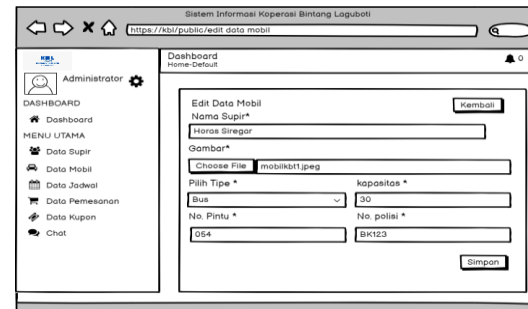 Sistem Informasi Koperasi Bintang Laguboti
https://kbl/public/edit data mobil
KBL
Administrator
Dashboard
Home-Default
0
DASHBOARD
Dashboard
MENU UTAMA
Data Supir
Data Mobil
Data Jadwal
Data Pemesanan
Data Kupon
Chat
Edit Data Mobil
Kembali
Nama Supir*
Horas Siregar
Gambar*
Choose File mobilkbt1.jpeg
Pilih Tipe * kapasitas *
Bus 30
No. Pintu * No. polisi *
054 BK123
Simpan